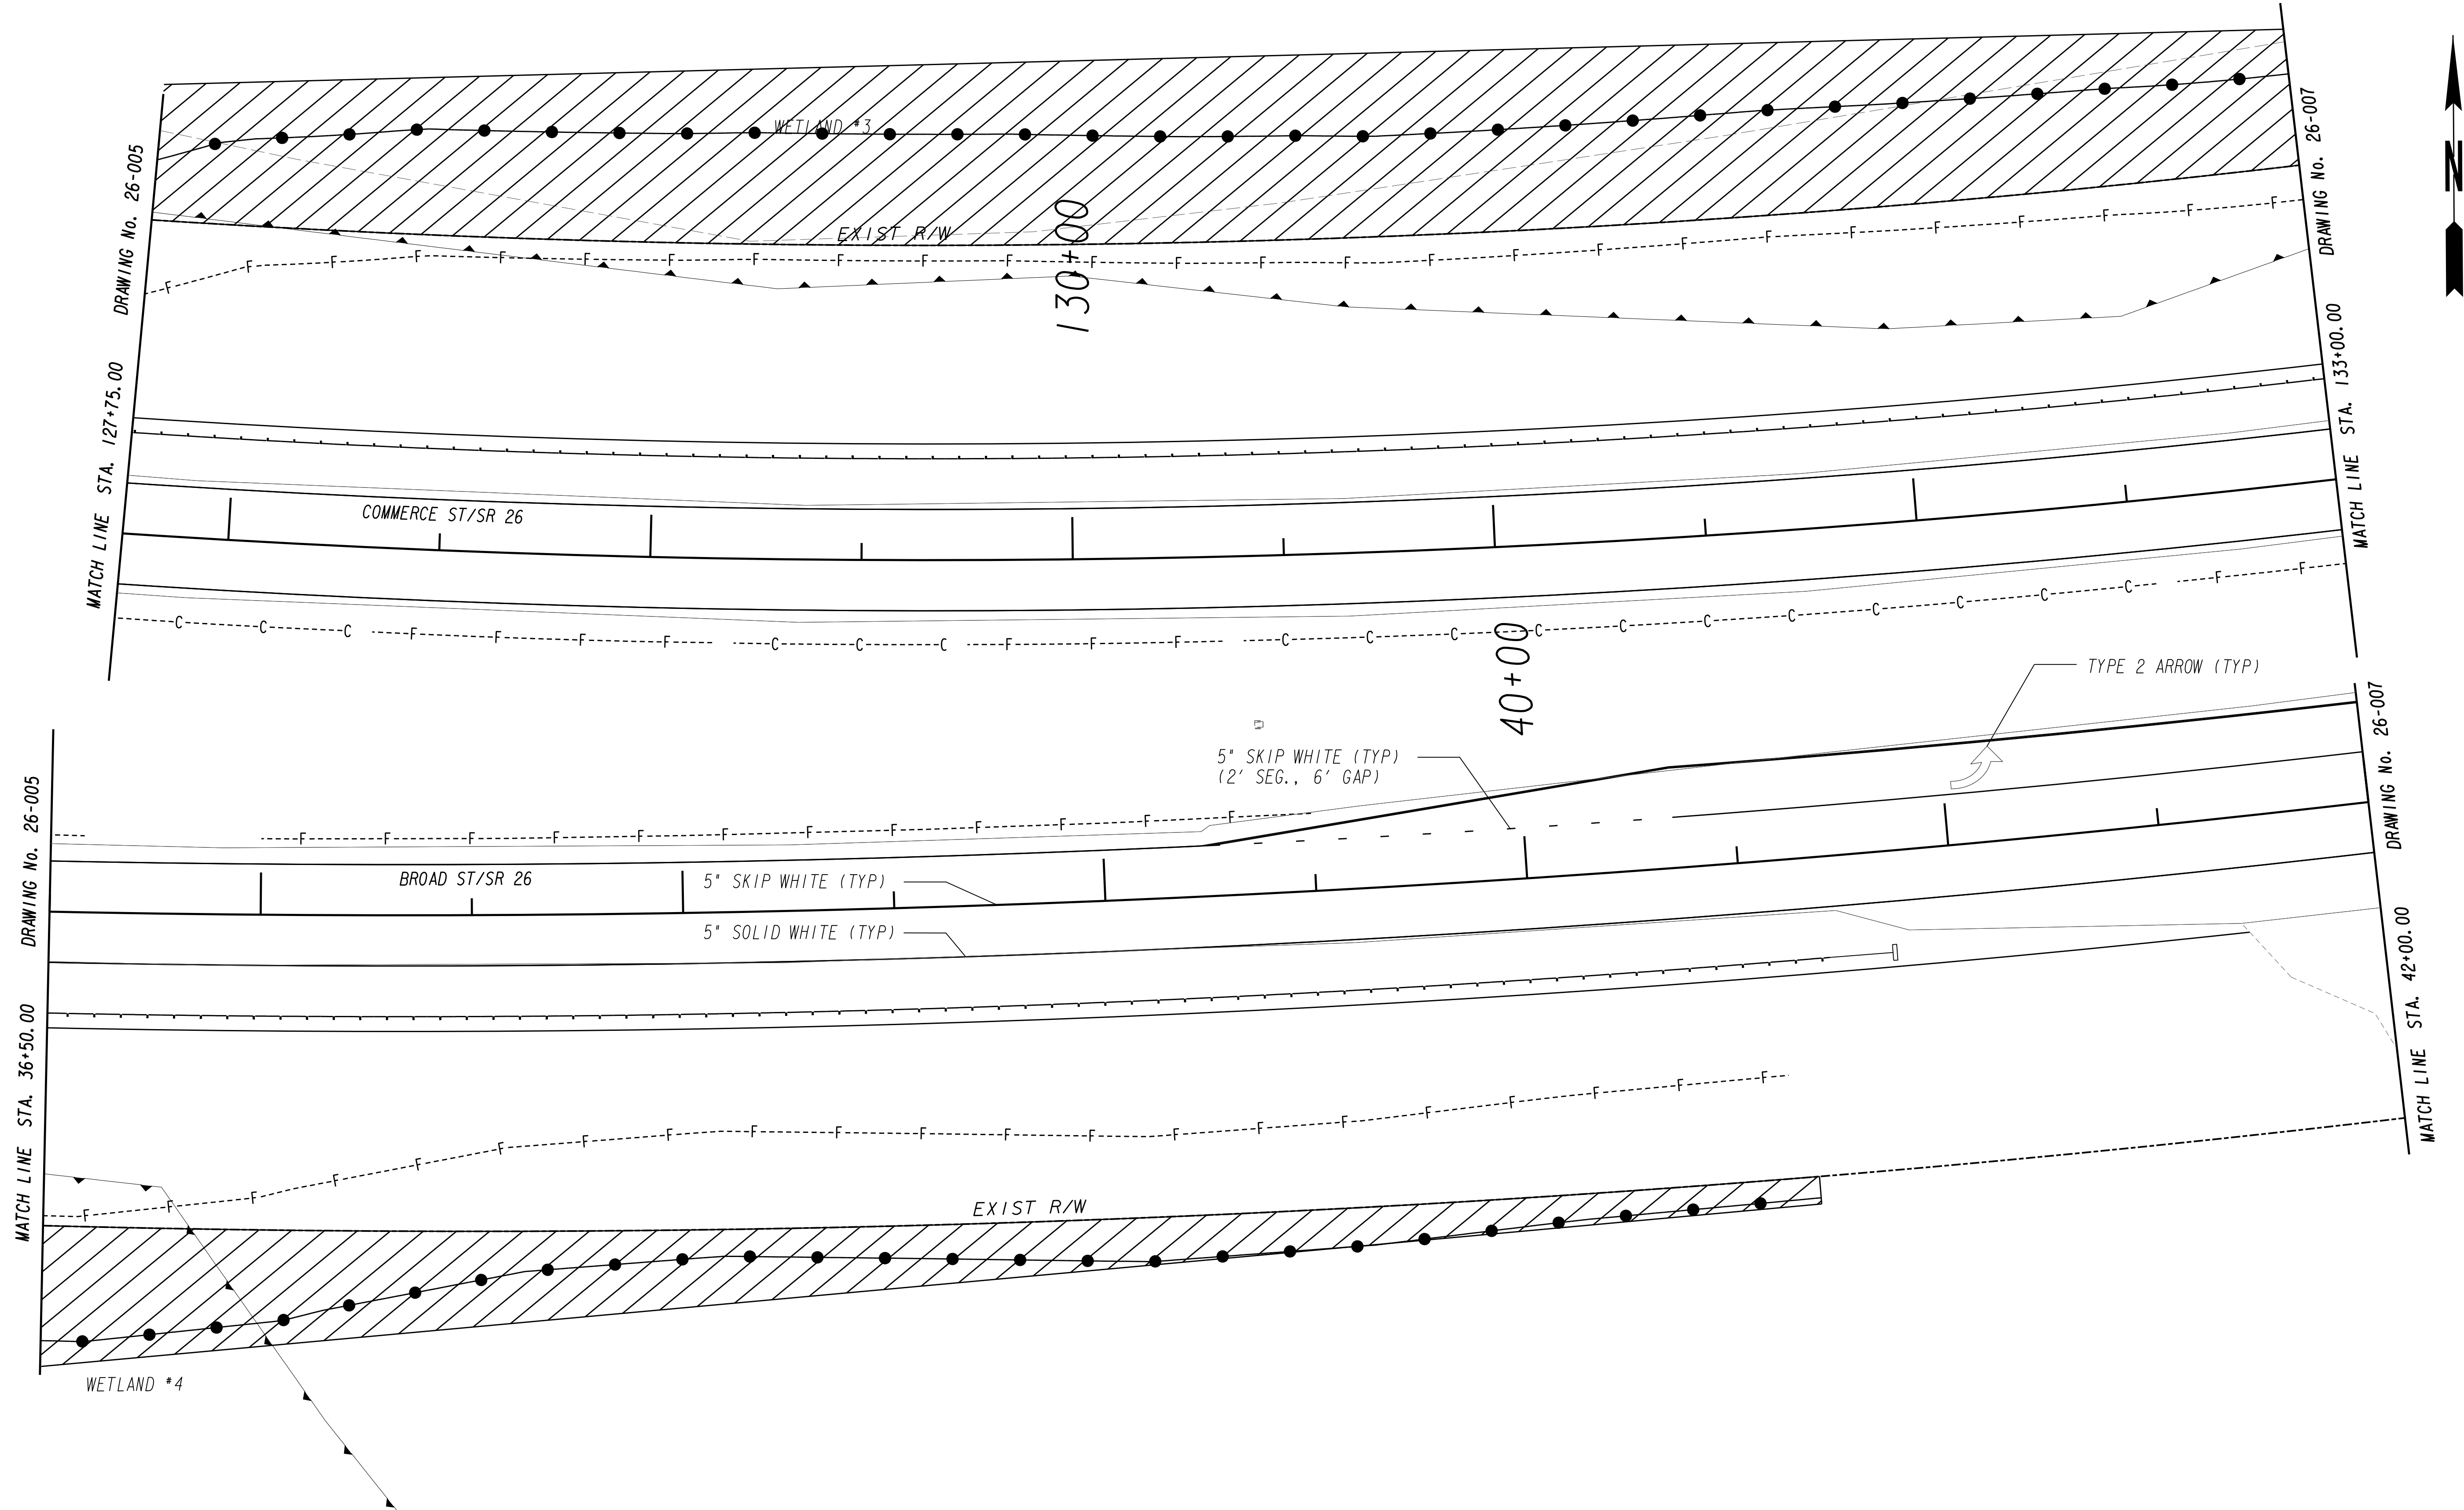 WETLAND #3
EXIST R/W
130+00
DRAWING No. 26-005
MATCH LINE STA. 127+75.00
DRAWING No. 26-007
MATCH LINE STA. 133+00.00
N
COMMERCE ST/SR 26
F F F F F F F F F F F F F F F F F F F F F F F F F F
C C C F F F F C C C F F F C C C C C C C C C C C F F
40+00
TYPE 2 ARROW (TYP)
5" SKIP WHITE (TYP)
(2' SEG., 6' GAP)
F F F F F F F F F F F F
BROAD ST/SR 26
5" SKIP WHITE (TYP)
5" SOLID WHITE (TYP)
DRAWING No. 26-005
MATCH LINE STA. 36+50.00
DRAWING No. 26-007
MATCH LINE STA. 42+00.00
F F F F F F F F F F F F F F F F F F F F F
EXIST R/W
WETLAND #4